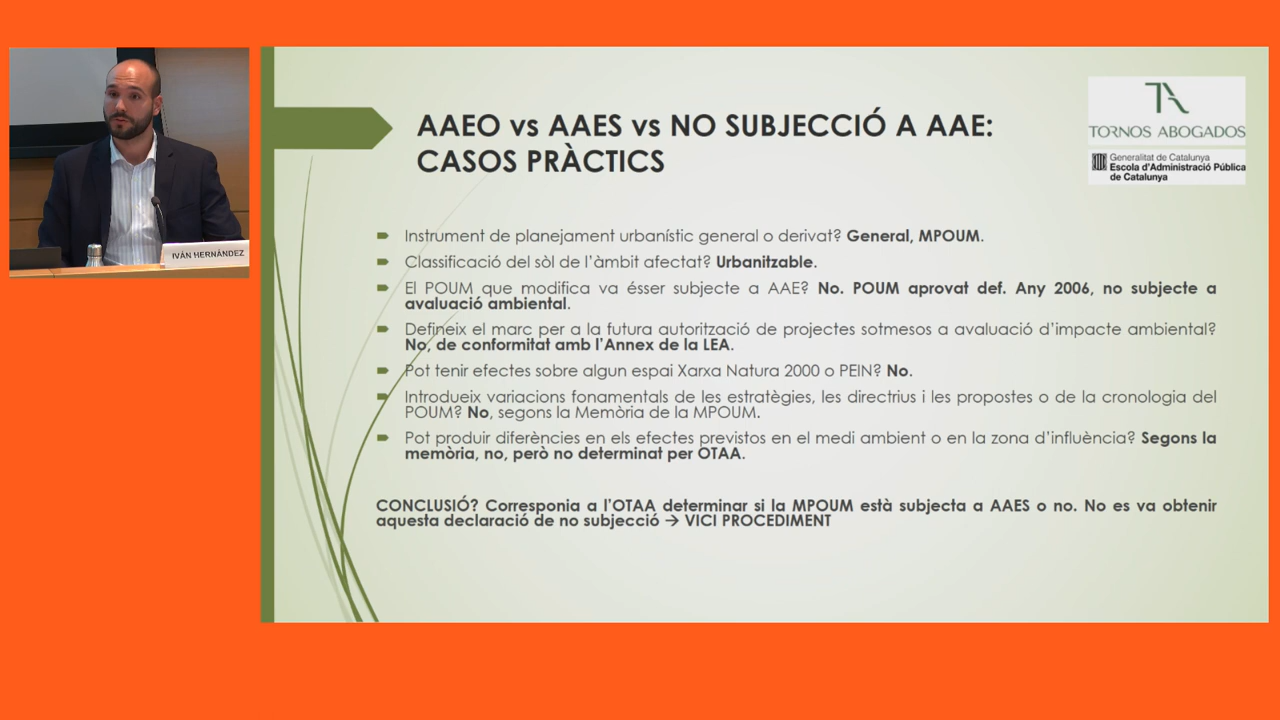 IVÁN HERNÁNDEZ
AAEO vs AAES vs NO SUBJECCIÓ A AAE:
CASOS PRÀCTICS
TORNOS ABOGADOS
Generalitat de Catalunya
Escola d'Administració Pública
de Catalunya
Instrument de planejament urbanístic general o derivat? General, MPOUM.
Classificació del sòl de l'àmbit afectat? Urbanitzable.
El POUM que modifica va ésser subjecte a AAE? No. POUM aprovat def. Any 2006, no subjecte a
avaluació ambiental.
Defineix el marc per a la futura autorització de projectes sotmesos a avaluació d'impacte ambiental?
No, de conformitat amb l'Annex de la LEA.
Pot tenir efectes sobre algun espai Xarxa Natura 2000 o PEIN? No.
Introdueix variacions fonamentals de les estratègies, les directrius i les propostes o de la cronologia del
POUM? No, segons la Memòria de la MPOUM.
Pot produir diferències en els efectes previstos en el medi ambient o en la zona d'influència? Segons la
memòria, no, però no determinat per OTAA.
CONCLUSIÓ? Corresponia a l'OTAA determinar si la MPOUM està subjecta a AAES o no. No es va obtenir
aquesta declaració de no subjecció → VICI PROCEDIMENT